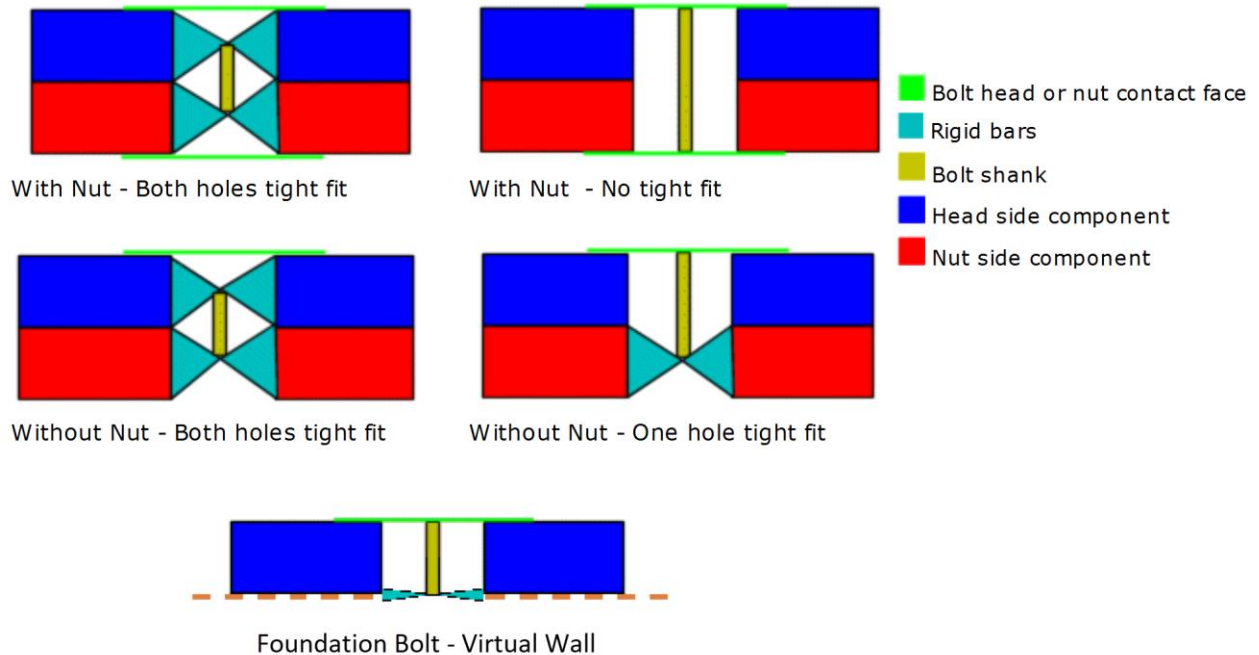 With Nut - Both holes tight fit
With Nut - No tight fit
Bolt head or nut contact face
Rigid bars
Bolt shank
Head side component
Nut side component
Without Nut - Both holes tight fit
Without Nut - One hole tight fit
Foundation Bolt - Virtual Wall